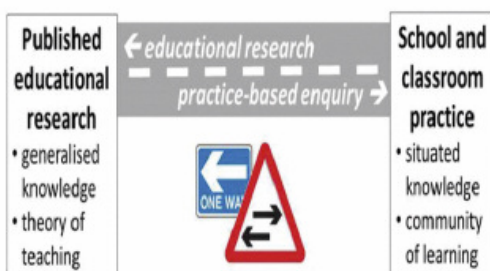 Published
educational
research
• generalised
knowledge
• theory of
teaching
← educational research
practice-based enquiry →
ONE WAY
School and
classroom
practice
• situated
knowledge
• community
of learning